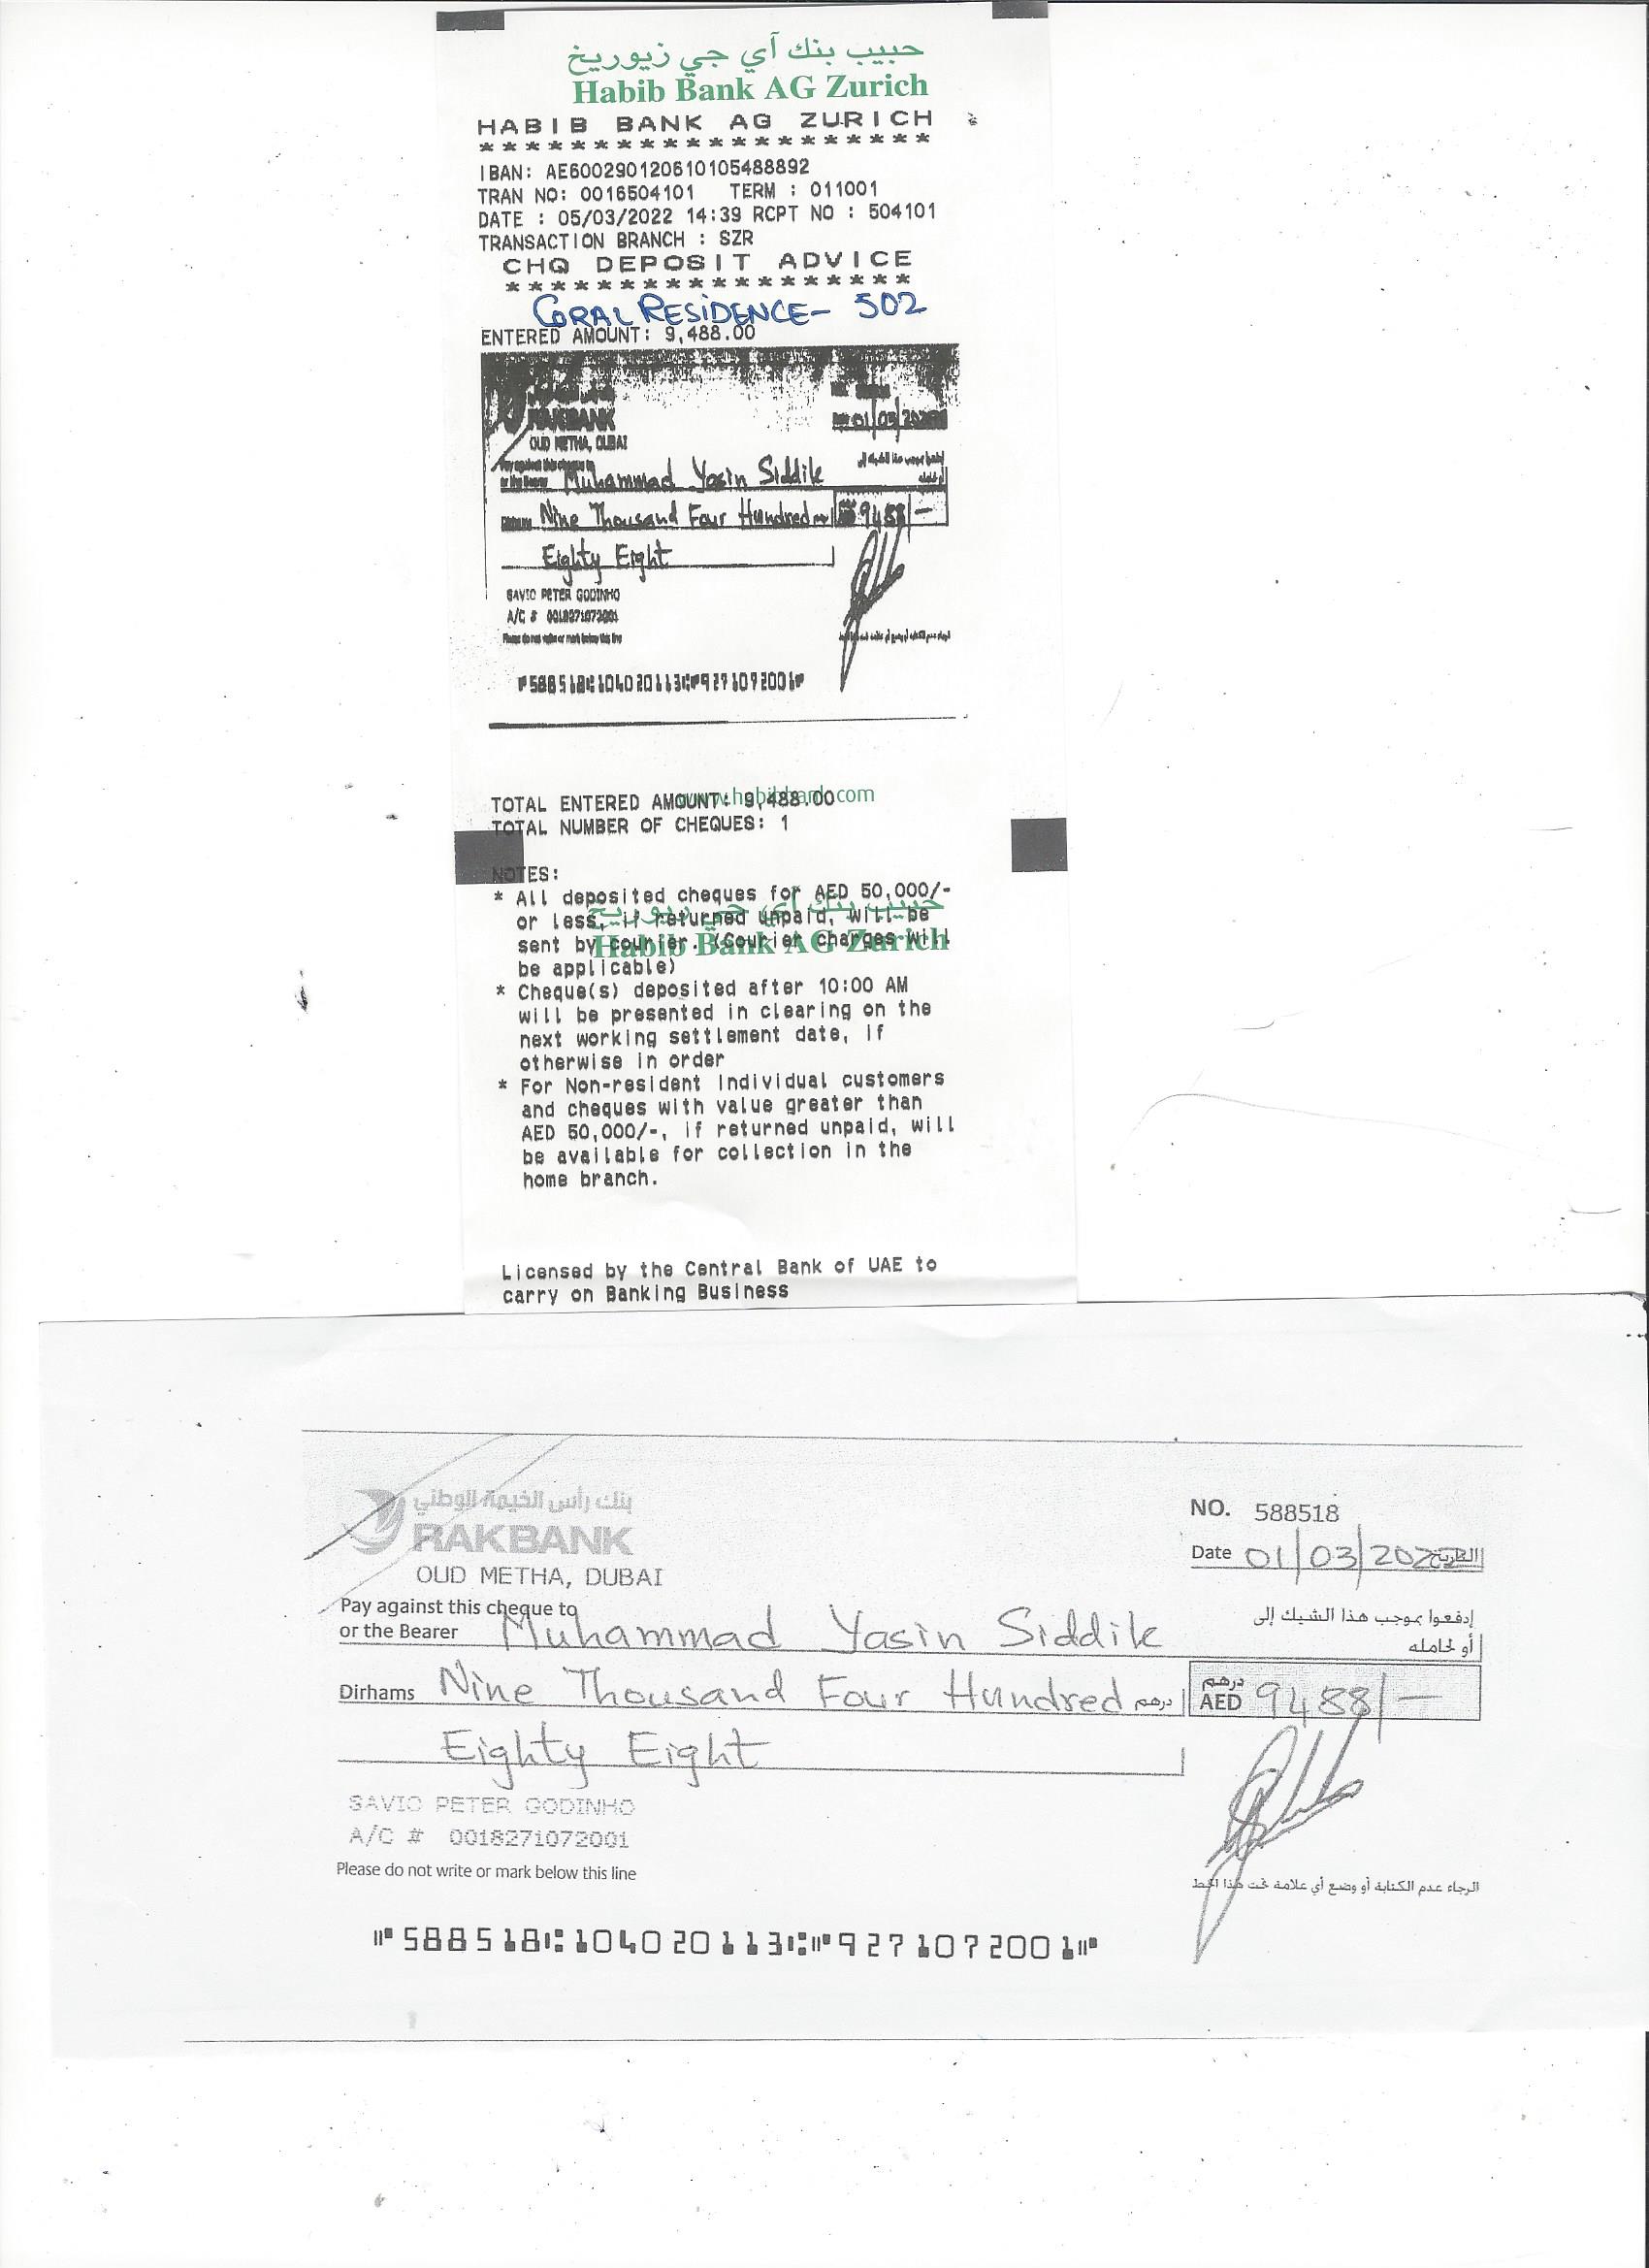 حبيب بنك آي جي زيوريخ
Habib Bank AG Zurich
HABIB BANK AG ZURICH
* * * * * * * * * * * * * * * * * * * *
IBAN: AE600290120610105488892
TRAN NO: 0016504101 TERM : 011001
DATE : 05/03/2022 14:39 RCPT NO : 504101
TRANSACTION BRANCH : SZR
CHQ DEPOSIT ADVICE
* * * * * * * * * * * * * * * * * *
CORAL RESIDENCE- 502
ENTERED AMOUNT: 9,488.00
RAKBANK
01/03/2022
OUD METHA, DUBAI
Pay against this cheque to
or the Bearer Muhammad Yasin Siddik
Nine Thousand Four Hundred 9488/-
Eighty Eight
SAVIO PETER GODINHO
A/C # 0018271072001
Please do not write or mark below this line
الرجاء عدم الكتابة أو وضع أي علامة تحت هذا الخط
⑈588518⑆104020113⑆⑈9271072001⑈
www.habibbank.com
TOTAL ENTERED AMOUNT: 9,488.00
TOTAL NUMBER OF CHEQUES: 1
NOTES:
* All deposited cheques for AED 50,000/-
or less, if returned unpaid, will be
sent by courier. (Courier charges will
be applicable)
حبيب بنك آي جي زيوريخ
Habib Bank AG Zurich
* Cheque(s) deposited after 10:00 AM
will be presented in clearing on the
next working settlement date, if
otherwise in order
* For Non-resident Individual customers
and cheques with value greater than
AED 50,000/-, if returned unpaid, will
be available for collection in the
home branch.
Licensed by the Central Bank of UAE to
carry on Banking Business
بنك رأس الخيمة الوطني
RAKBANK
OUD METHA, DUBAI
NO. 588518
Date 01/03/2022 التاريخ
Pay against this cheque to
or the Bearer Muhammad Yasin Siddik
إدفعوا بموجب هذا الشيك إلى
أو لحامله
Dirhams Nine Thousand Four Hundred درهم
درهم
AED 9488/-
Eighty Eight
SAVIO PETER GODINHO
A/C # 0018271072001
Please do not write or mark below this line
الرجاء عدم الكتابة أو وضع أي علامة تحت هذا الخط
⑈588518⑆104020113⑆⑈9271072001⑈